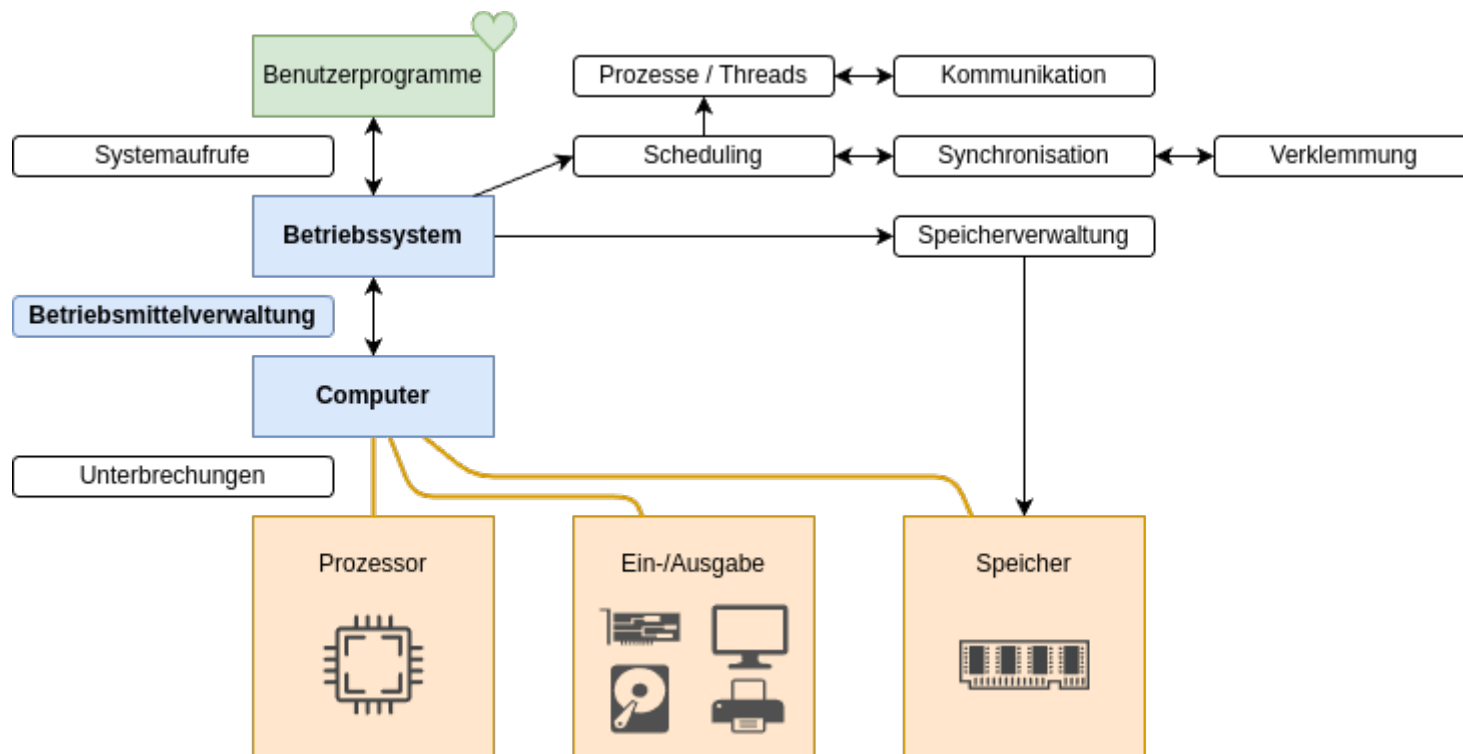 Benutzerprogramme
Prozesse / Threads
Kommunikation
Systemaufrufe
Scheduling
Synchronisation
Verklemmung
Betriebssystem
Speicherverwaltung
Betriebsmittelverwaltung
Computer
Unterbrechungen
Prozessor
Ein-/Ausgabe
Speicher